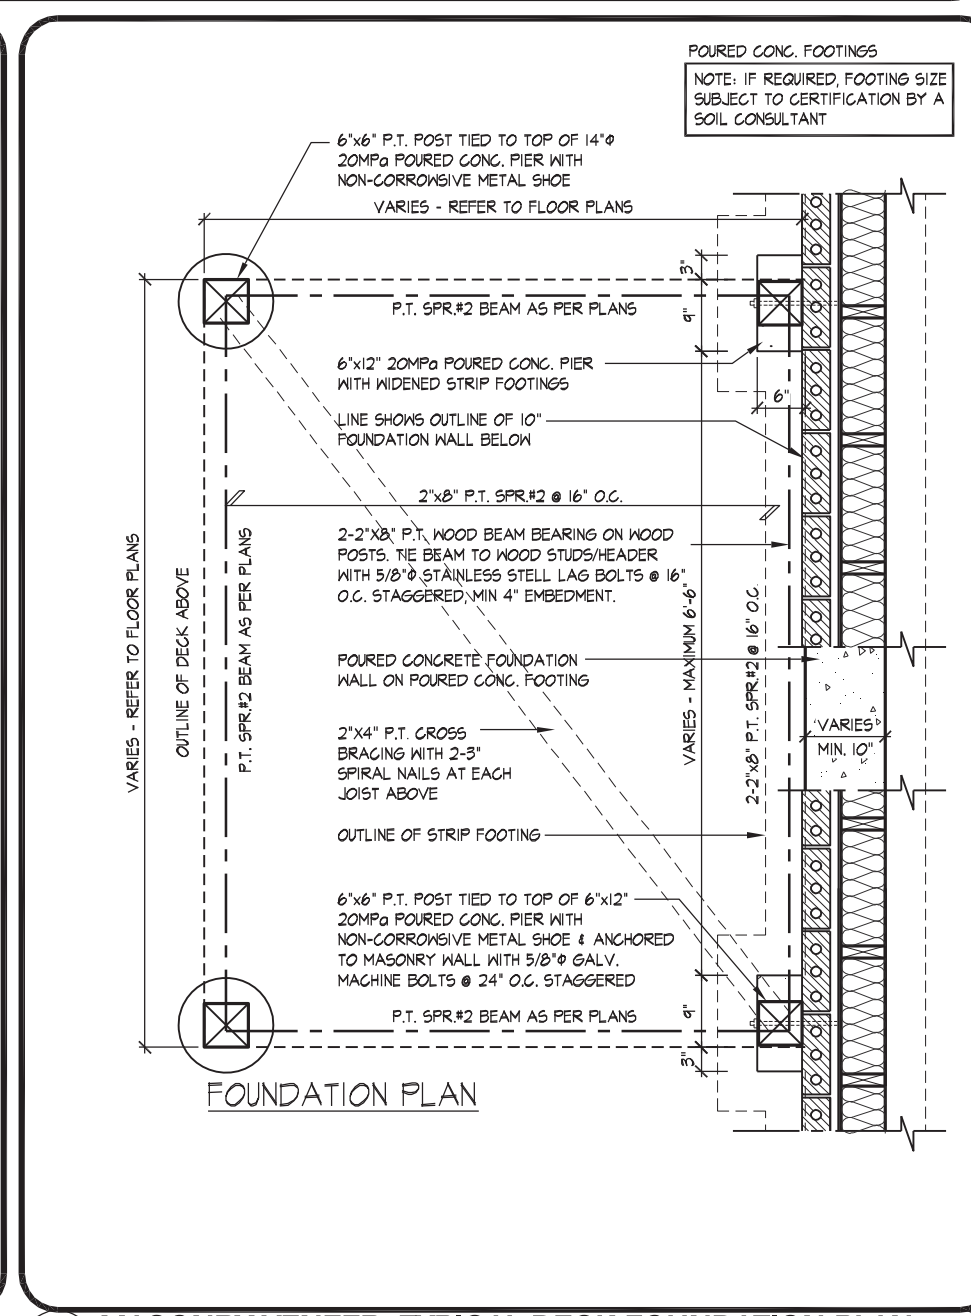 POURED CONC. FOOTINGS
NOTE: IF REQUIRED, FOOTING SIZE
SUBJECT TO CERTIFICATION BY A
SOIL CONSULTANT
6"x6" P.T. POST TIED TO TOP OF 14"Φ
20MPa POURED CONC. PIER WITH
NON-CORROWSIVE METAL SHOE
VARIES - REFER TO FLOOR PLANS
3"
9"
P.T. SPR.#2 BEAM AS PER PLANS
6"x12" 20MPa POURED CONC. PIER
WITH WIDENED STRIP FOOTINGS
6"
LINE SHOWS OUTLINE OF 10"
FOUNDATION WALL BELOW
2"x8" P.T. SPR.#2 @ 16" O.C.
2-2"X8" P.T. WOOD BEAM BEARING ON WOOD
POSTS. TIE BEAM TO WOOD STUDS/HEADER
WITH 5/8"Φ STAINLESS STELL LAG BOLTS @ 16"
O.C. STAGGERED, MIN 4" EMBEDMENT.
VARIES - REFER TO FLOOR PLANS
OUTLINE OF DECK ABOVE
P.T. SPR.#2 BEAM AS PER PLANS
VARIES - MAXIMUM 6'-6"
2-2"x8" P.T. SPR.#2 @ 16" O.C.
POURED CONCRETE FOUNDATION
WALL ON POURED CONC. FOOTING
VARIES
MIN. 10"
2"X4" P.T. CROSS
BRACING WITH 2-3"
SPIRAL NAILS AT EACH
JOIST ABOVE
OUTLINE OF STRIP FOOTING
6"x6" P.T. POST TIED TO TOP OF 6"x12"
20MPa POURED CONC. PIER WITH
NON-CORROWSIVE METAL SHOE & ANCHORED
TO MASONRY WALL WITH 5/8"Φ GALV.
MACHINE BOLTS @ 24" O.C. STAGGERED
9"
P.T. SPR.#2 BEAM AS PER PLANS
3"
FOUNDATION PLAN